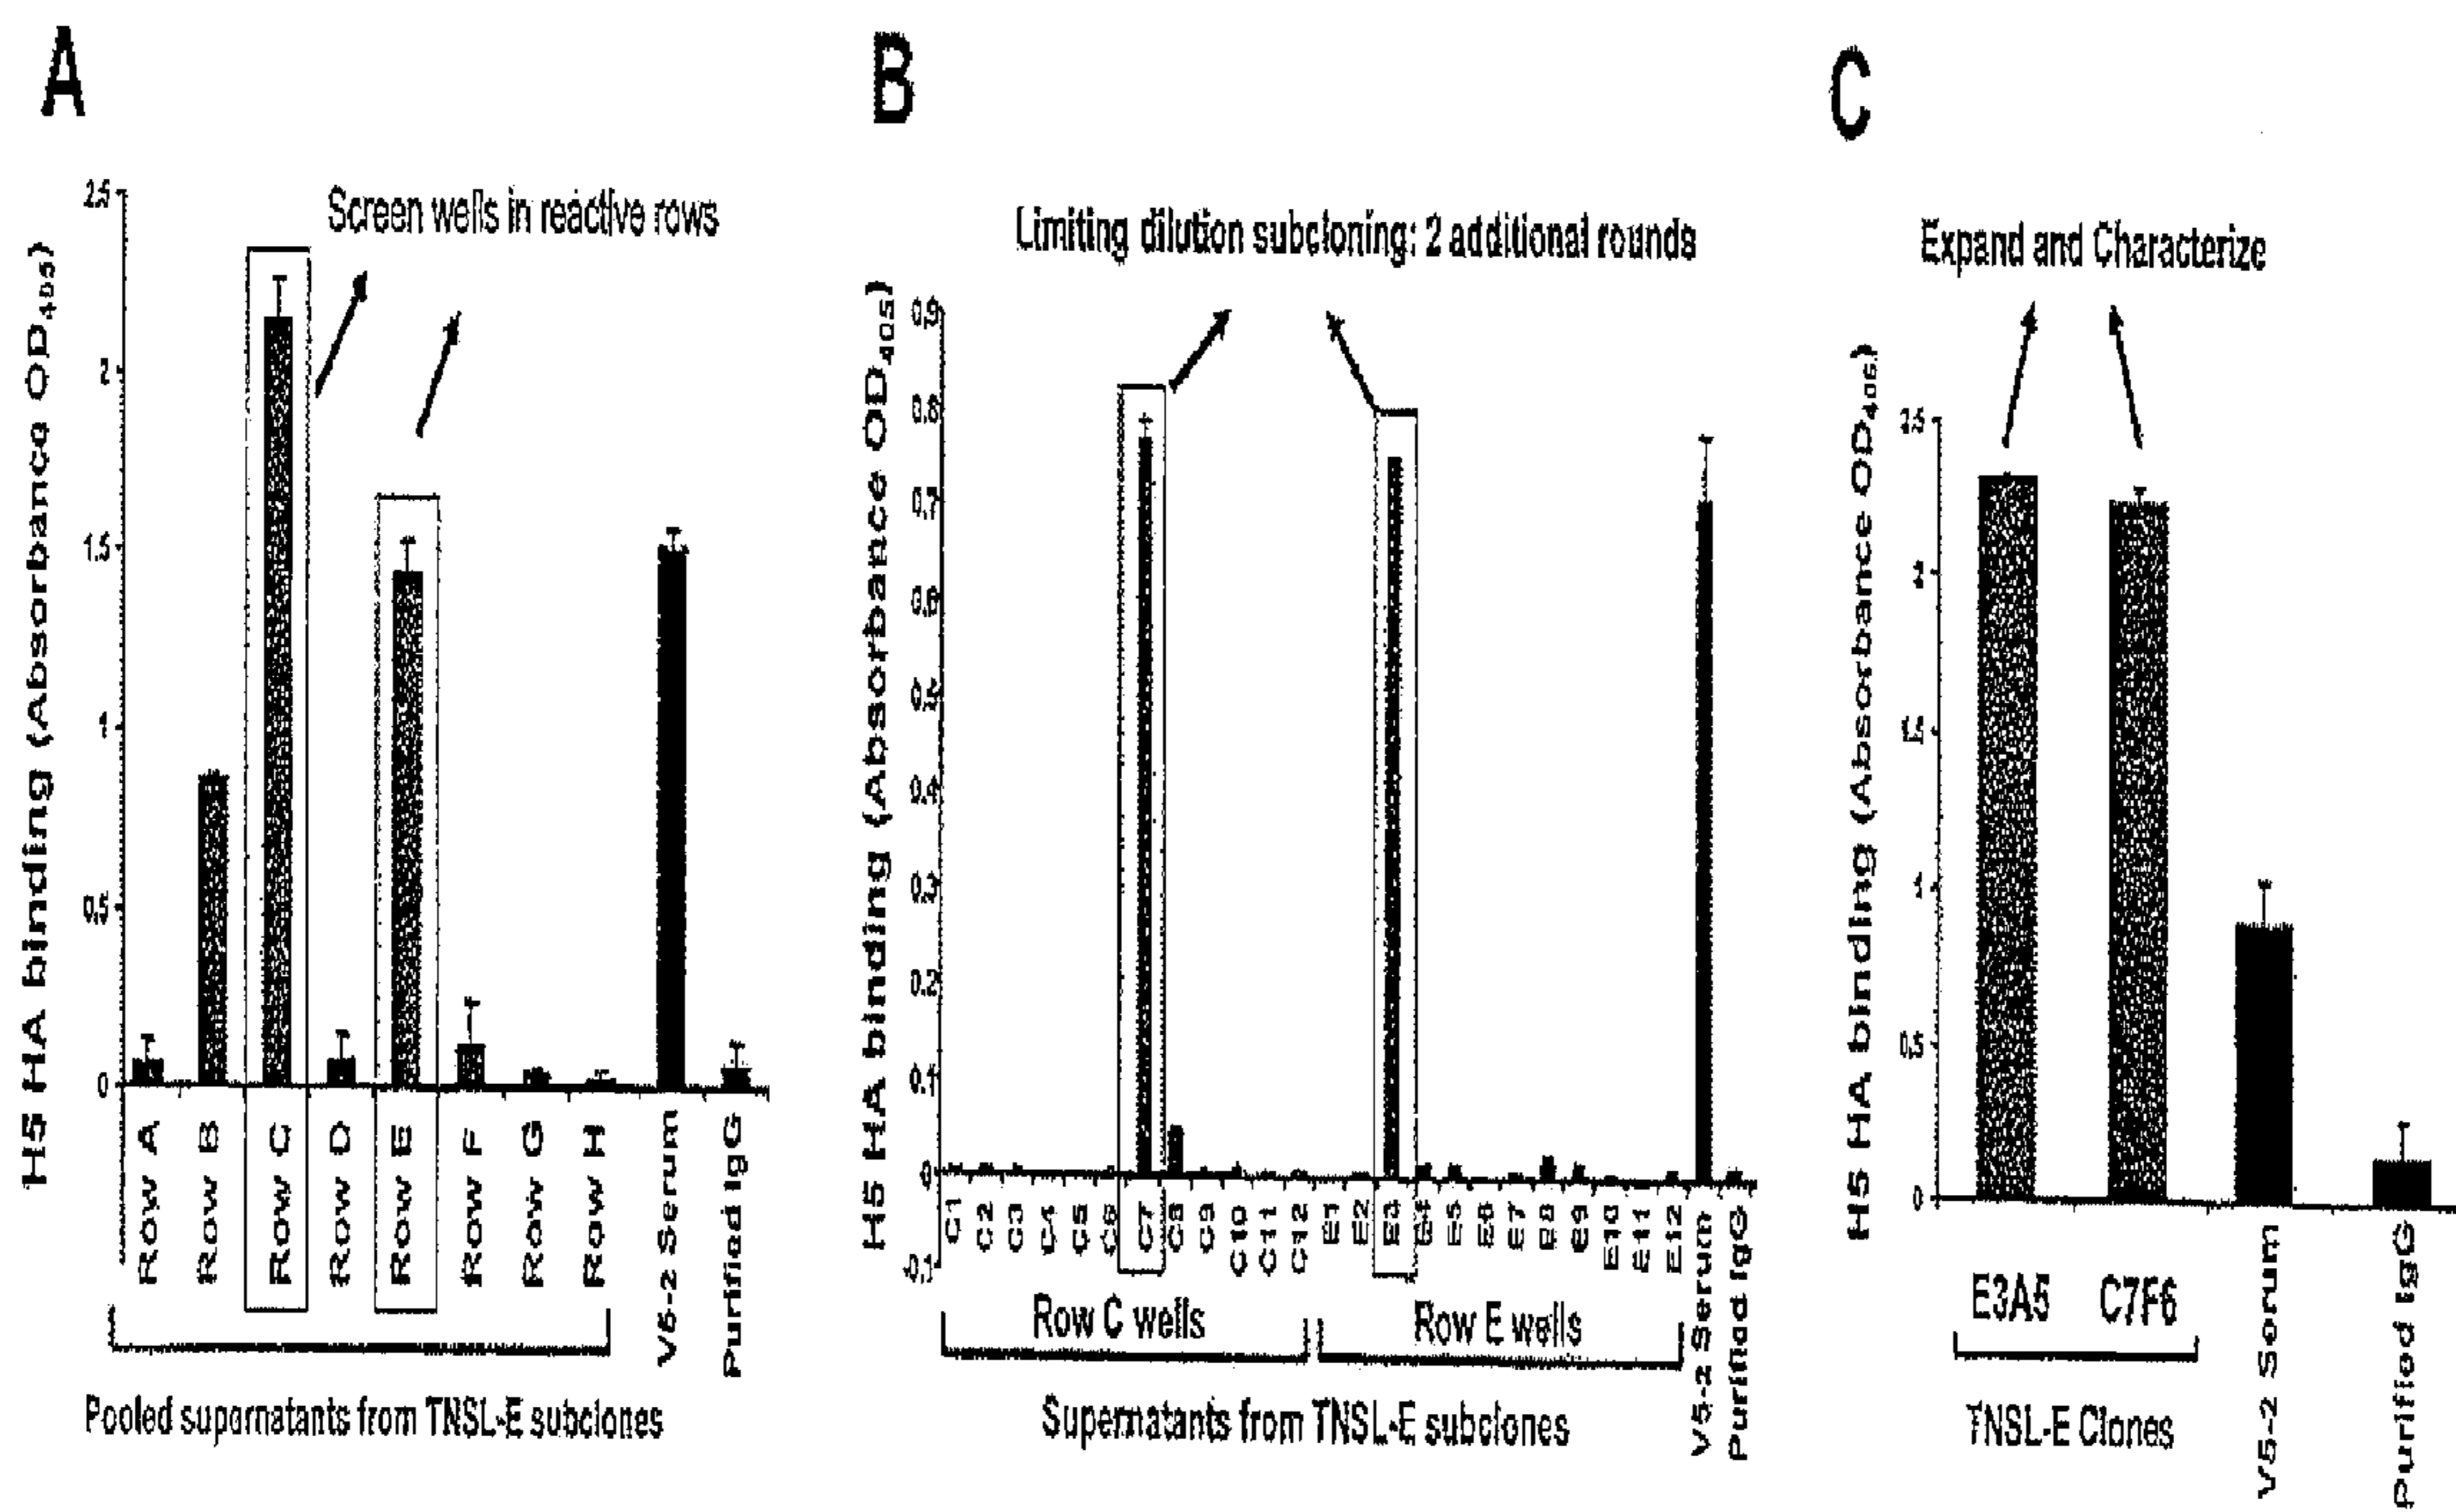 A
Screen wells in reactive rows
H5 HA binding (Absorbance OD405)
2.5
2
1.5
1
0.5
0
Row A
Row B
Row C
Row D
Row E
Row F
Row G
Row H
V5-2 Serum
Purified IgG
Pooled supernatants from TNSL-E subclones
B
Limiting dilution subcloning: 2 additional rounds
H5 HA binding (Absorbance OD405)
0.9
0.8
0.7
0.6
0.5
0.4
0.3
0.2
0.1
0
-0.1
C1
C2
C3
C4
C5
C6
C7
C8
C9
C10
C11
C12
E1
E2
E3
E4
E5
E6
E7
E8
E9
E10
E11
E12
V5-2 Serum
Purified IgG
Row C wells
Row E wells
Supernatants from TNSL-E subclones
C
Expand and Characterize
H5 HA binding (Absorbance OD405)
2.5
2
1.5
1
0.5
0
E3A5
C7F6
V5-2 Serum
Purified IgG
TNSL-E Clones